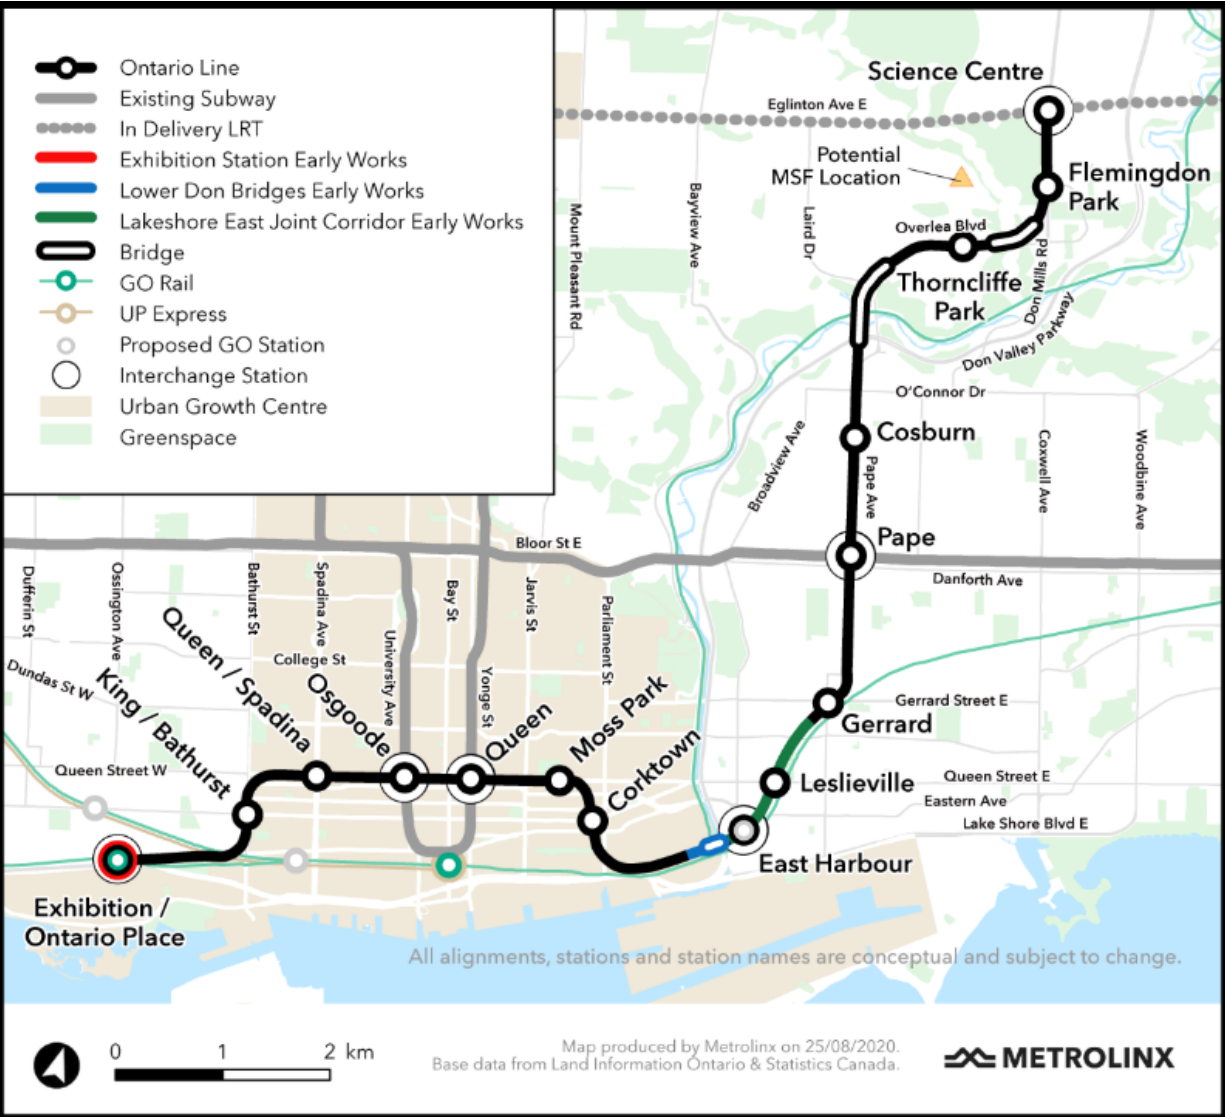 Ontario Line
Existing Subway
In Delivery LRT
Exhibition Station Early Works
Lower Don Bridges Early Works
Lakeshore East Joint Corridor Early Works
Bridge
GO Rail
UP Express
Proposed GO Station
Interchange Station
Urban Growth Centre
Greenspace
Science Centre
Eglinton Ave E
Potential
MSF Location
Flemingdon
Park
Bayview Ave
Laird Dr
Mount Pleasant Rd
Overlea Blvd
Thorncliffe
Park
Don Mills Rd
Don Valley Parkway
O'Connor Dr
Cosburn
Broadview Ave
Pape Ave
Coxwell Ave
Woodbine Ave
Pape
Bloor St E
Danforth Ave
Dufferin St
Ossington Ave
Bathurst St
Spadina Ave
University Ave
Bay St
Yonge St
Jarvis St
Parliament St
College St
Dundas St W
Queen Street W
King / Bathurst
Queen / Spadina
Osgoode
Queen
Moss Park
Corktown
Gerrard Street E
Gerrard
Leslieville
Queen Street E
Eastern Ave
Lake Shore Blvd E
East Harbour
Exhibition /
Ontario Place
All alignments, stations and station names are conceptual and subject to change.
0 1 2 km
Map produced by Metrolinx on 25/08/2020.
Base data from Land Information Ontario & Statistics Canada.
METROLINX